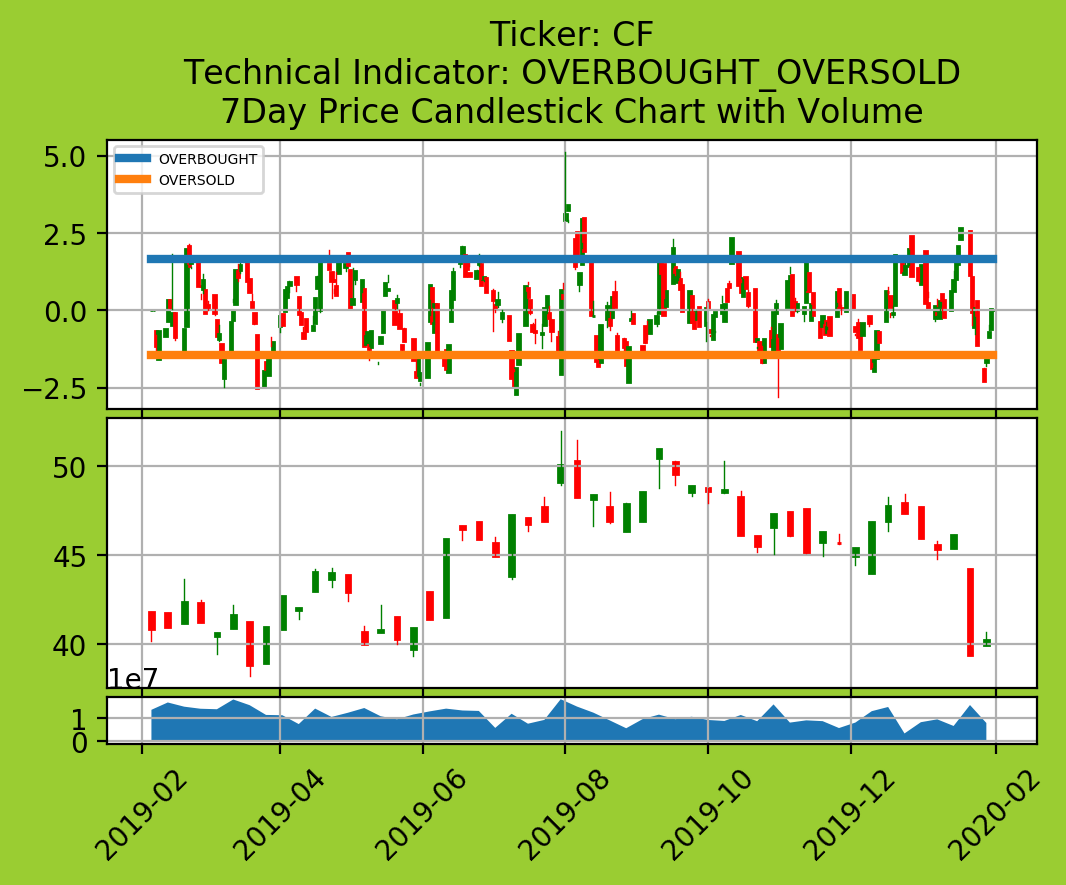 Ticker: CF
Technical Indicator: OVERBOUGHT_OVERSOLD
7Day Price Candlestick Chart with Volume
OVERBOUGHT
OVERSOLD
5.0
2.5
0.0
−2.5
50
45
40
1e7
1
0
2019-02
2019-04
2019-06
2019-08
2019-10
2019-12
2020-02